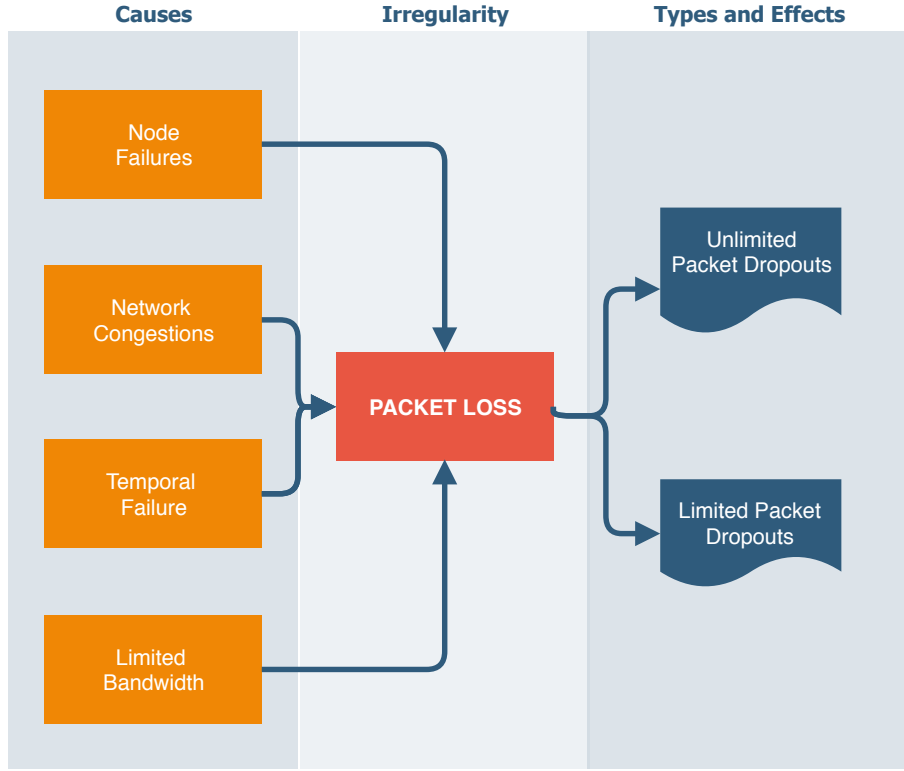 Causes
Irregularity
Types and Effects
Node
Failures
Network
Congestions
Temporal
Failure
Limited
Bandwidth
PACKET LOSS
Unlimited
Packet Dropouts
Limited Packet
Dropouts